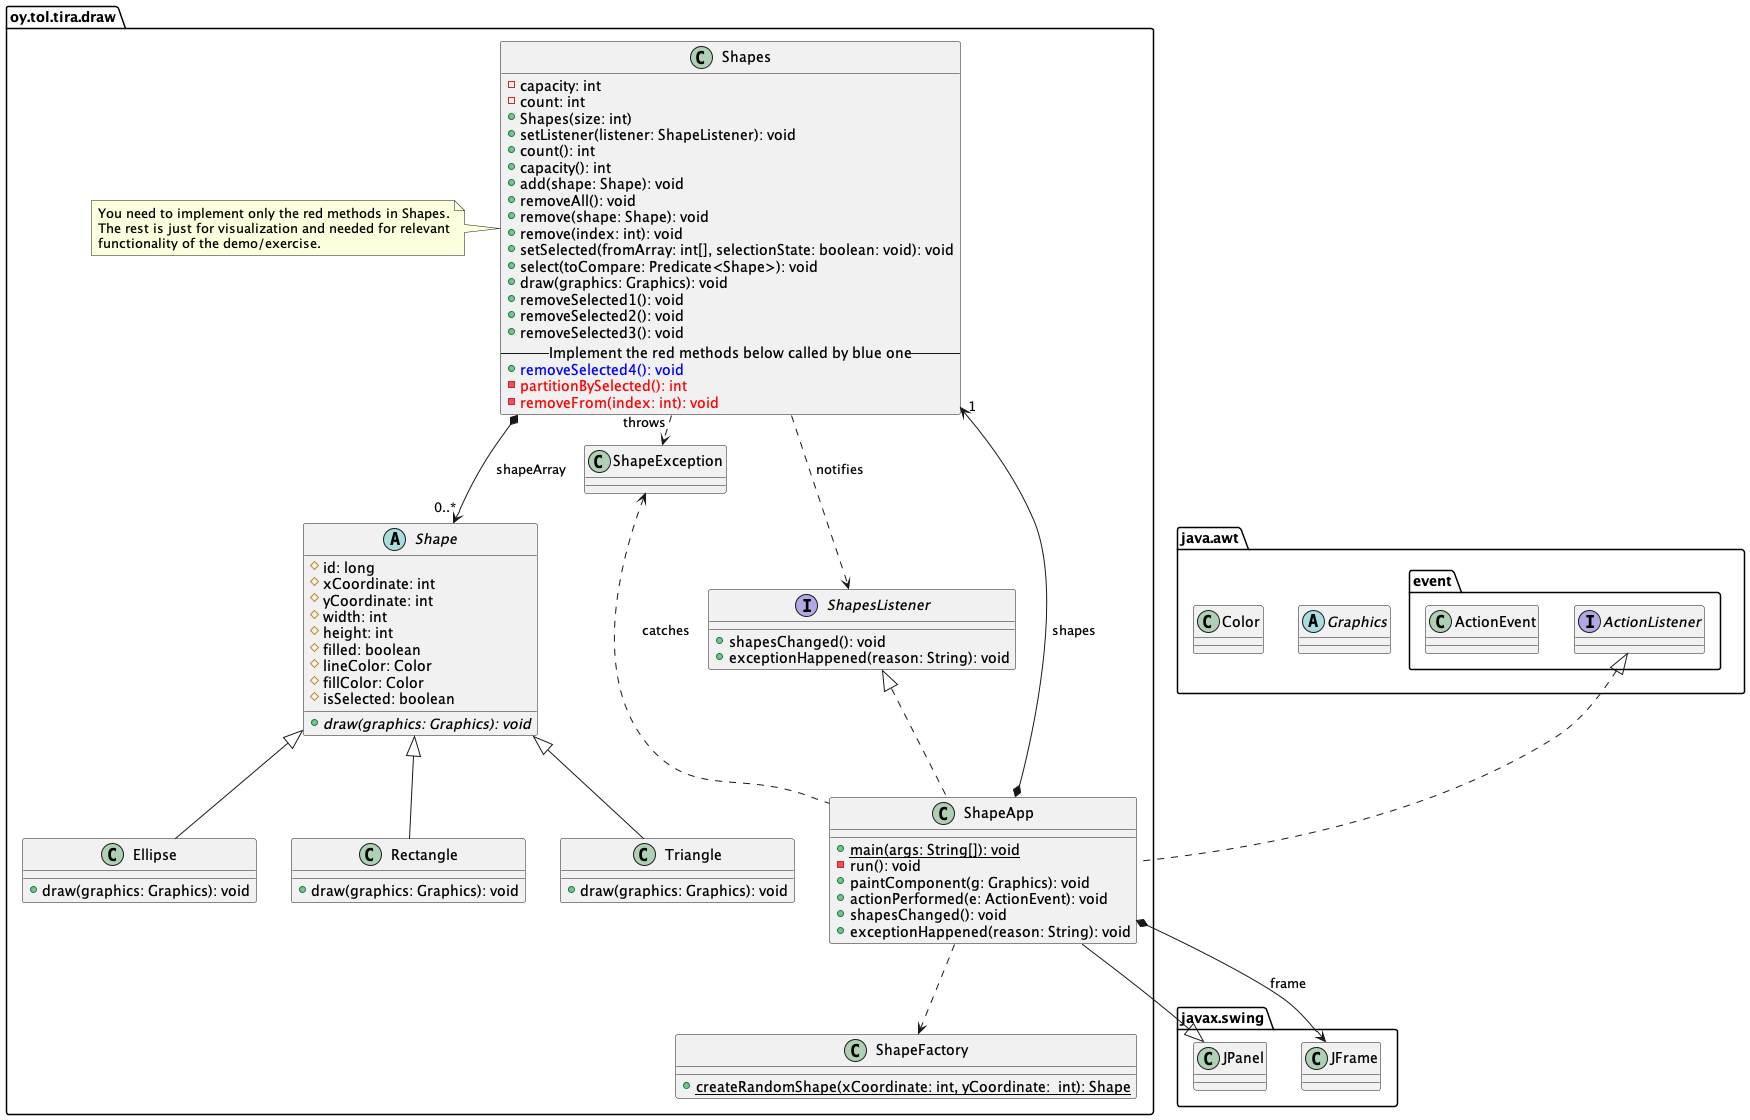 oy.tol.tira.draw
C Shapes
capacity: int
count: int
Shapes(size: int)
setListener(listener: ShapeListener): void
count(): int
capacity(): int
add(shape: Shape): void
removeAll(): void
remove(shape: Shape): void
remove(index: int): void
setSelected(fromArray: int[], selectionState: boolean: void): void
select(toCompare: Predicate<Shape>): void
draw(graphics: Graphics): void
removeSelected1(): void
removeSelected2(): void
removeSelected3(): void
Implement the red methods below called by blue one
removeSelected4(): void
partitionBySelected(): int
removeFrom(index: int): void
You need to implement only the red methods in Shapes.
The rest is just for visualization and needed for relevant
functionality of the demo/exercise.
1
throws
C ShapeException
shapeArray
notifies
0..*
A Shape
id: long
xCoordinate: int
yCoordinate: int
width: int
height: int
filled: boolean
lineColor: Color
fillColor: Color
isSelected: boolean
draw(graphics: Graphics): void
catches
I ShapesListener
shapesChanged(): void
exceptionHappened(reason: String): void
shapes
java.awt
event
C Color
A Graphics
C ActionEvent
I ActionListener
C Ellipse
draw(graphics: Graphics): void
C Rectangle
draw(graphics: Graphics): void
C Triangle
draw(graphics: Graphics): void
C ShapeApp
main(args: String[]): void
run(): void
paintComponent(g: Graphics): void
actionPerformed(e: ActionEvent): void
shapesChanged(): void
exceptionHappened(reason: String): void
frame
C ShapeFactory
createRandomShape(xCoordinate: int, yCoordinate:  int): Shape
javax.swing
C JPanel
C JFrame